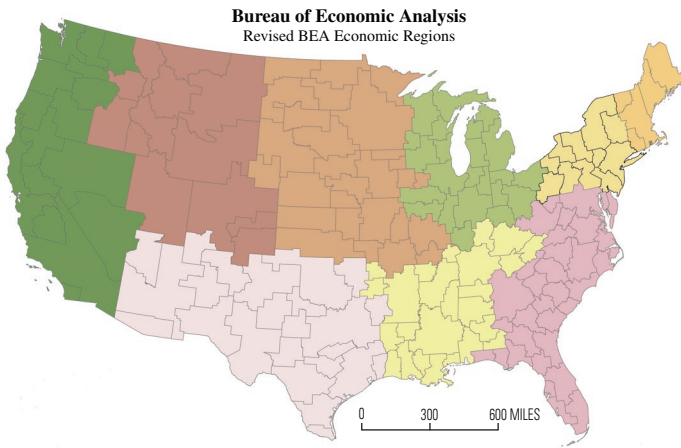 Bureau of Economic Analysis
Revised BEA Economic Regions
0 300 600 MILES